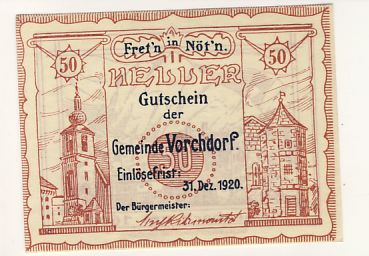 Fret'n in Nöt'n.
50 50
HELLER
Gutschein
der
Gemeinde Vorchdorf.
50
Einlösefrist:
31. Dez. 1920.
Der Bürgermeister: